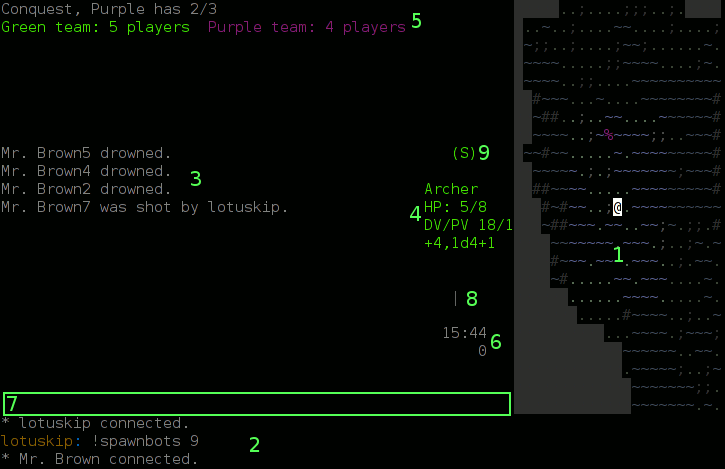 Conquest, Purple has 2/3
Green team: 5 players  Purple team: 4 players
5
Mr. Brown5 drowned.
Mr. Brown4 drowned.
Mr. Brown2 drowned.
Mr. Brown7 was shot by lotuskip.
3
(S)
9
Archer
HP: 5/8
DV/PV 18/1
+4,1d4+1
4
@
1
|
8
15:44
0
6
7
* lotuskip connected.
lotuskip: !spawnbots 9
* Mr. Brown connected.
2